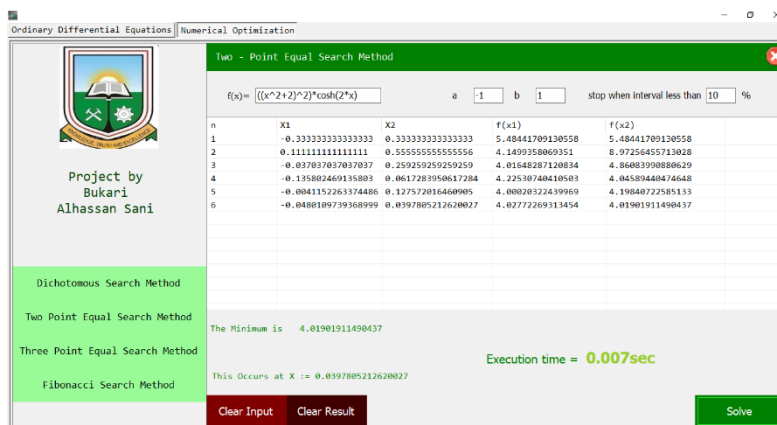 Ordinary Differential Equations Numerical Optimization
Two - Point Equal Search Method
f(x)= ((x^2+2)^2)*cosh(2*x) a -1 b 1 stop when interval less than 10 %
n X1 X2 f(x1) f(x2)
1 -0.333333333333333 0.333333333333333 5.48441709130558 5.48441709130558
2 0.111111111111111 0.555555555555556 4.1499358069351 8.97256455713028
3 -0.037037037037037 0.259259259259259 4.01648287120834 4.86083990880629
4 -0.135802469135803 0.0617283950617284 4.22530740410503 4.04589440474648
5 -0.0041152263374486 0.127572016460905 4.00020322439969 4.19840722585133
6 -0.0480109739368999 0.0397805212620027 4.02772269313454 4.01901911490437
Project by
Bukari
Alhassan Sani
Dichotomous Search Method
Two Point Equal Search Method
Three Point Equal Search Method
Fibonacci Search Method
The Minimum is 4.01901911490437
Execution time = 0.007sec
This Occurs at X := 0.0397805212620027
Clear Input Clear Result Solve